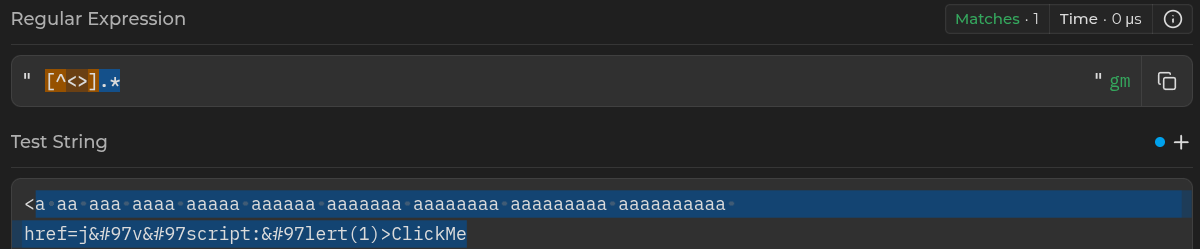 Regular Expression
Matches · 1 Time · 0 µs
" [^<>].* " gm
Test String
<a·aa·aaa·aaaa·aaaaa·aaaaaa·aaaaaaa·aaaaaaaa·aaaaaaaaa·aaaaaaaaaa·
href=j&#97v&#97script:&#97lert(1)>ClickMe